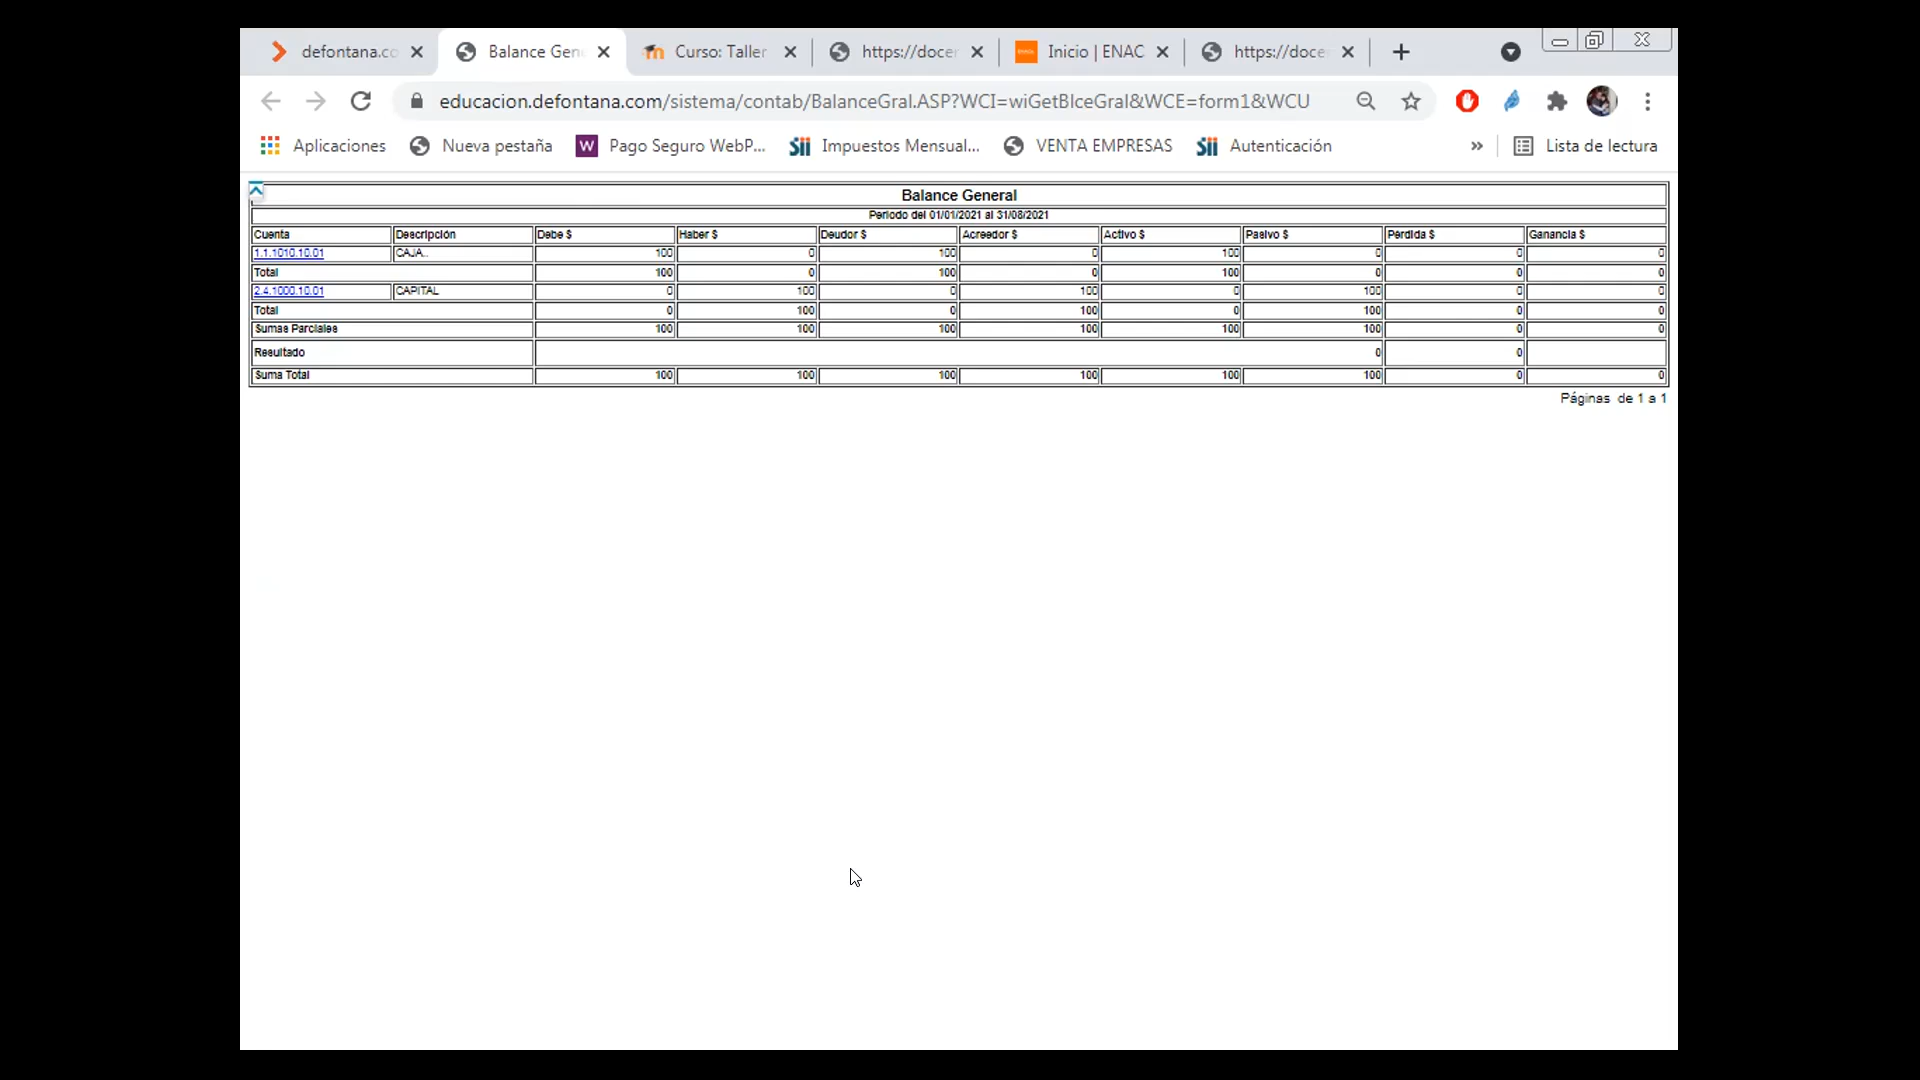 defontana.co
Balance Gen
Curso: Taller
https://docer
Inicio | ENAC
https://doce
educacion.defontana.com/sistema/contab/BalanceGral.ASP?WCI=wiGetBlceGral&WCE=form1&WCU
Aplicaciones
Nueva pestaña
W
Pago Seguro WebP...
Sii
Impuestos Mensual...
VENTA EMPRESAS
Sii
Autenticación
»
Lista de lectura
Balance General
Periodo del 01/01/2021 al 31/08/2021
Cuenta Descripción Debe $ Haber $ Deudor $ Acreedor $ Activo $ Pasivo $ Perdida $ Ganancia $
1.1.1010.10.01 CAJA.. 100 0 100 0 100 0 0 0
Total 100 0 100 0 100 0 0 0
2.4.1000.10.01 CAPITAL 0 100 0 100 0 100 0 0
Total 0 100 0 100 0 100 0 0
Sumas Parciales 100 100 100 100 100 100 0 0
Resultado 0 0
Suma Total 100 100 100 100 100 100 0 0
Páginas de 1 a 1